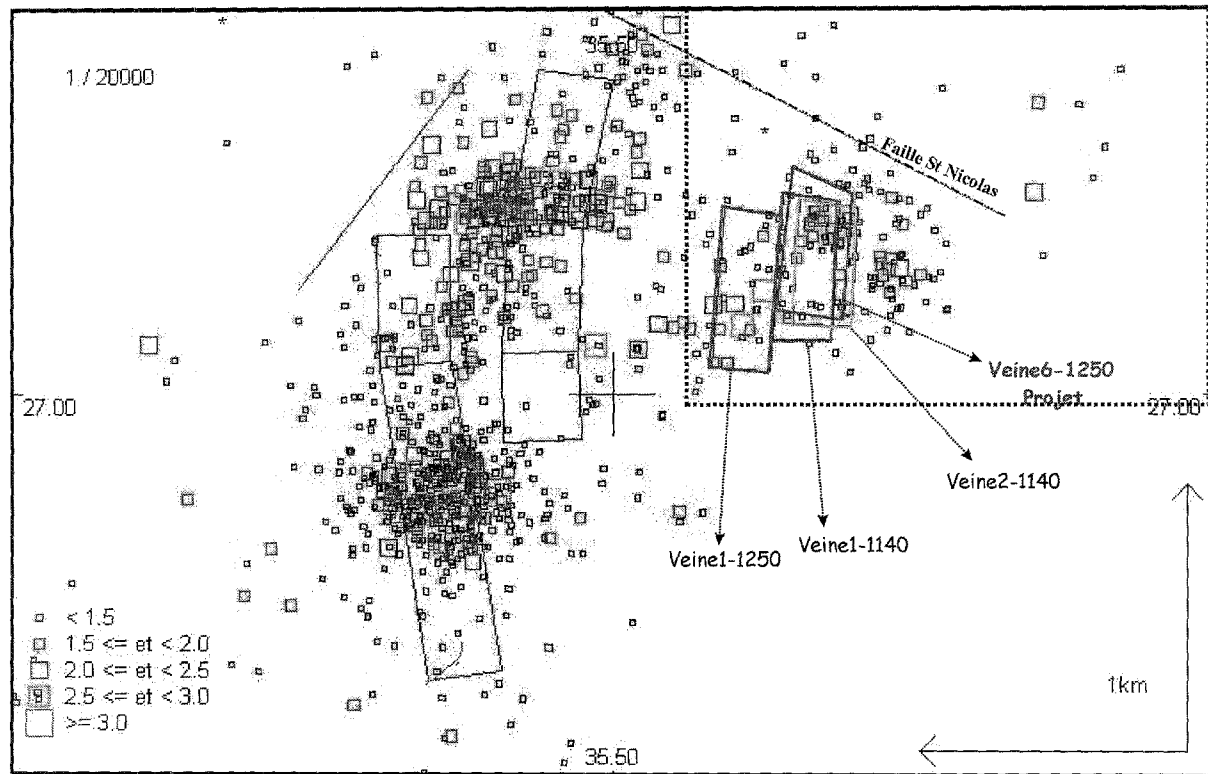 1 / 20000
Faille St Nicolas
Veine6-1250
Projet
27.00
27.00
Veine2-1140
Veine1-1140
Veine1-1250
< 1.5
1.5 <= et < 2.0
2.0 <= et < 2.5
2.5 <= et < 3.0
>= 3.0
1km
35.50